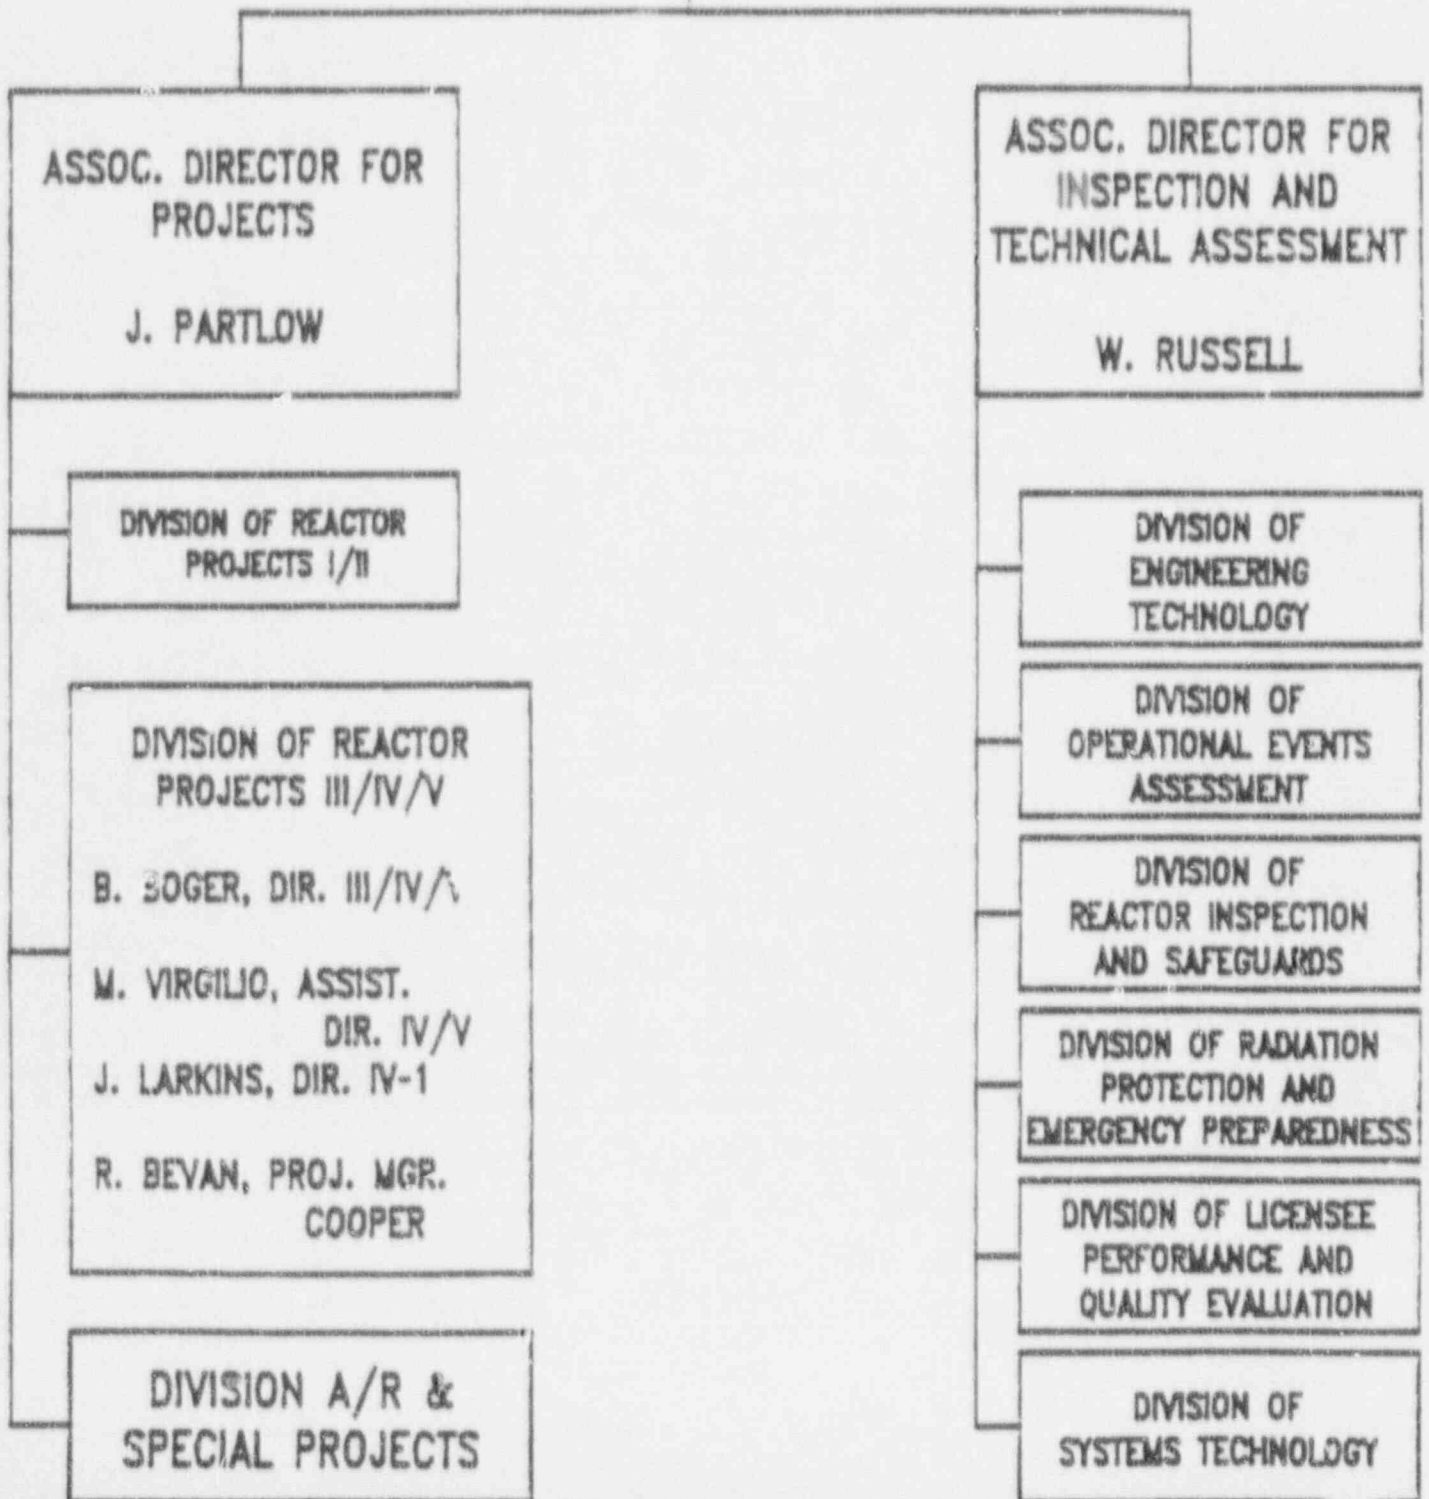 ASSOC. DIRECTOR FOR
PROJECTS
J. PARTLOW
DIVISION OF REACTOR
PROJECTS I/II
DIVISION OF REACTOR
PROJECTS III/IV/V
B. BOGER, DIR. III/IV/V
M. VIRGILIO, ASSIST.
DIR. IV/V
J. LARKINS, DIR. IV-1
R. BEVAN, PROJ. MGR.
COOPER
DIVISION A/R &
SPECIAL PROJECTS
ASSOC. DIRECTOR FOR
INSPECTION AND
TECHNICAL ASSESSMENT
W. RUSSELL
DIVISION OF
ENGINEERING
TECHNOLOGY
DIVISION OF
OPERATIONAL EVENTS
ASSESSMENT
DIVISION OF
REACTOR INSPECTION
AND SAFEGUARDS
DIVISION OF RADIATION
PROTECTION AND
EMERGENCY PREPAREDNESS
DIVISION OF LICENSEE
PERFORMANCE AND
QUALITY EVALUATION
DIVISION OF
SYSTEMS TECHNOLOGY